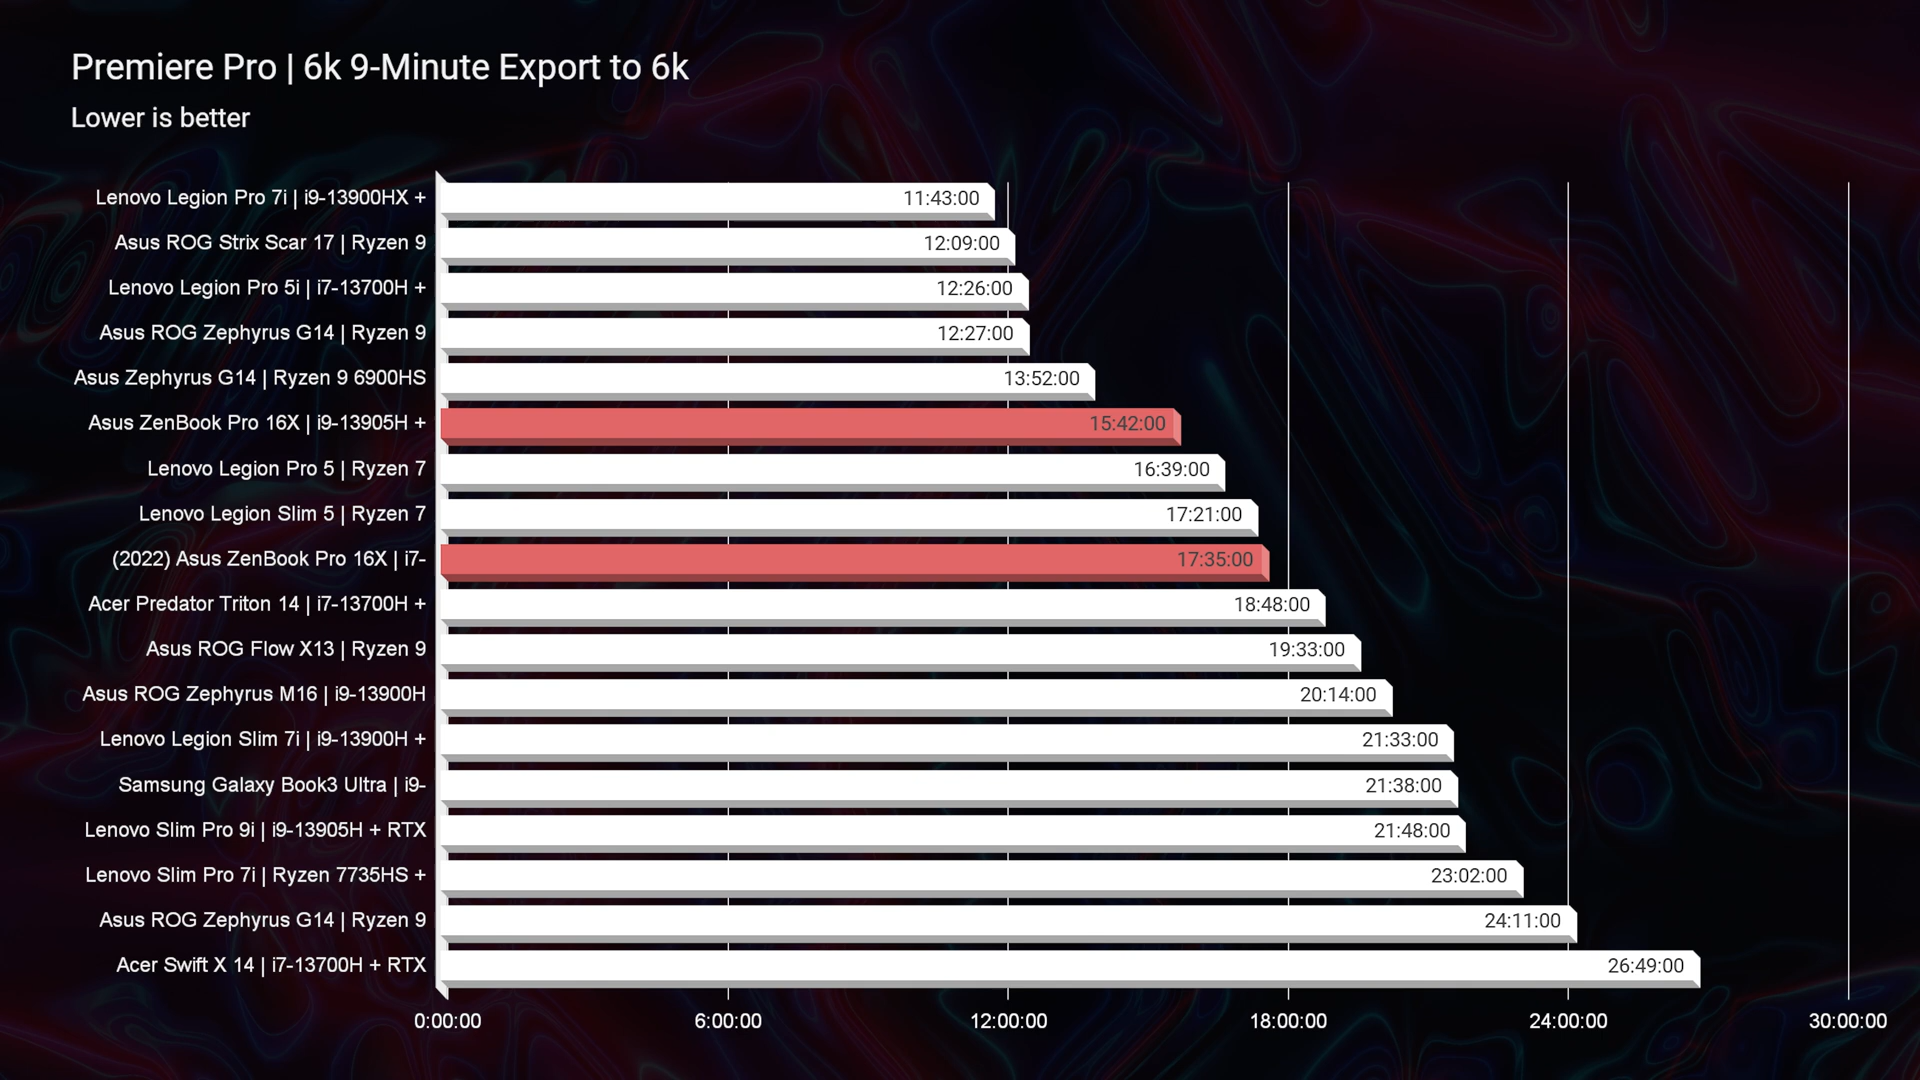 Premiere Pro | 6k 9-Minute Export to 6k
Lower is better
Lenovo Legion Pro 7i | i9-13900HX + 11:43:00
Asus ROG Strix Scar 17 | Ryzen 9 12:09:00
Lenovo Legion Pro 5i | i7-13700H + 12:26:00
Asus ROG Zephyrus G14 | Ryzen 9 12:27:00
Asus Zephyrus G14 | Ryzen 9 6900HS 13:52:00
Asus ZenBook Pro 16X | i9-13905H + 15:42:00
Lenovo Legion Pro 5 | Ryzen 7 16:39:00
Lenovo Legion Slim 5 | Ryzen 7 17:21:00
(2022) Asus ZenBook Pro 16X | i7- 17:35:00
Acer Predator Triton 14 | i7-13700H + 18:48:00
Asus ROG Flow X13 | Ryzen 9 19:33:00
Asus ROG Zephyrus M16 | i9-13900H 20:14:00
Lenovo Legion Slim 7i | i9-13900H + 21:33:00
Samsung Galaxy Book3 Ultra | i9- 21:38:00
Lenovo Slim Pro 9i | i9-13905H + RTX 21:48:00
Lenovo Slim Pro 7i | Ryzen 7735HS + 23:02:00
Asus ROG Zephyrus G14 | Ryzen 9 24:11:00
Acer Swift X 14 | i7-13700H + RTX 26:49:00
0:00:00 6:00:00 12:00:00 18:00:00 24:00:00 30:00:00